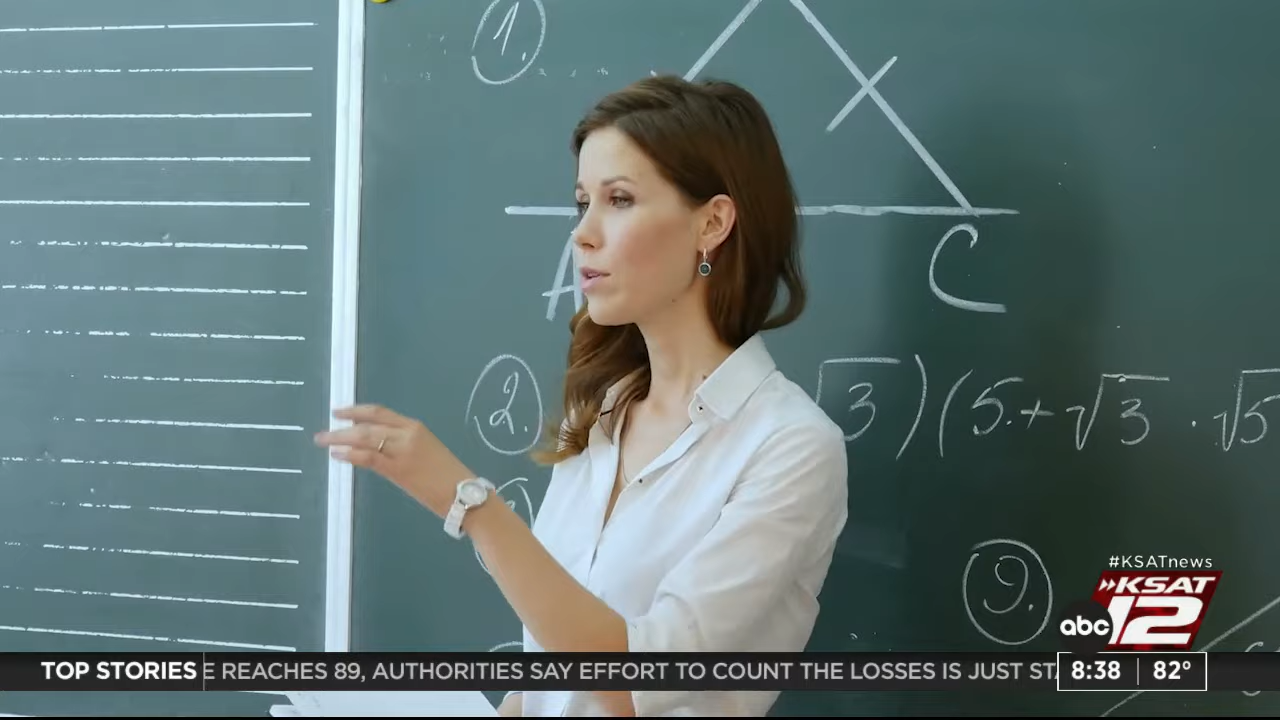 1.
A
C
2.
√3)(5.+√3 · √5
9.
#KSATnews
KSAT
abc 12
TOP STORIES E REACHES 89, AUTHORITIES SAY EFFORT TO COUNT THE LOSSES IS JUST STA 8:38 82°